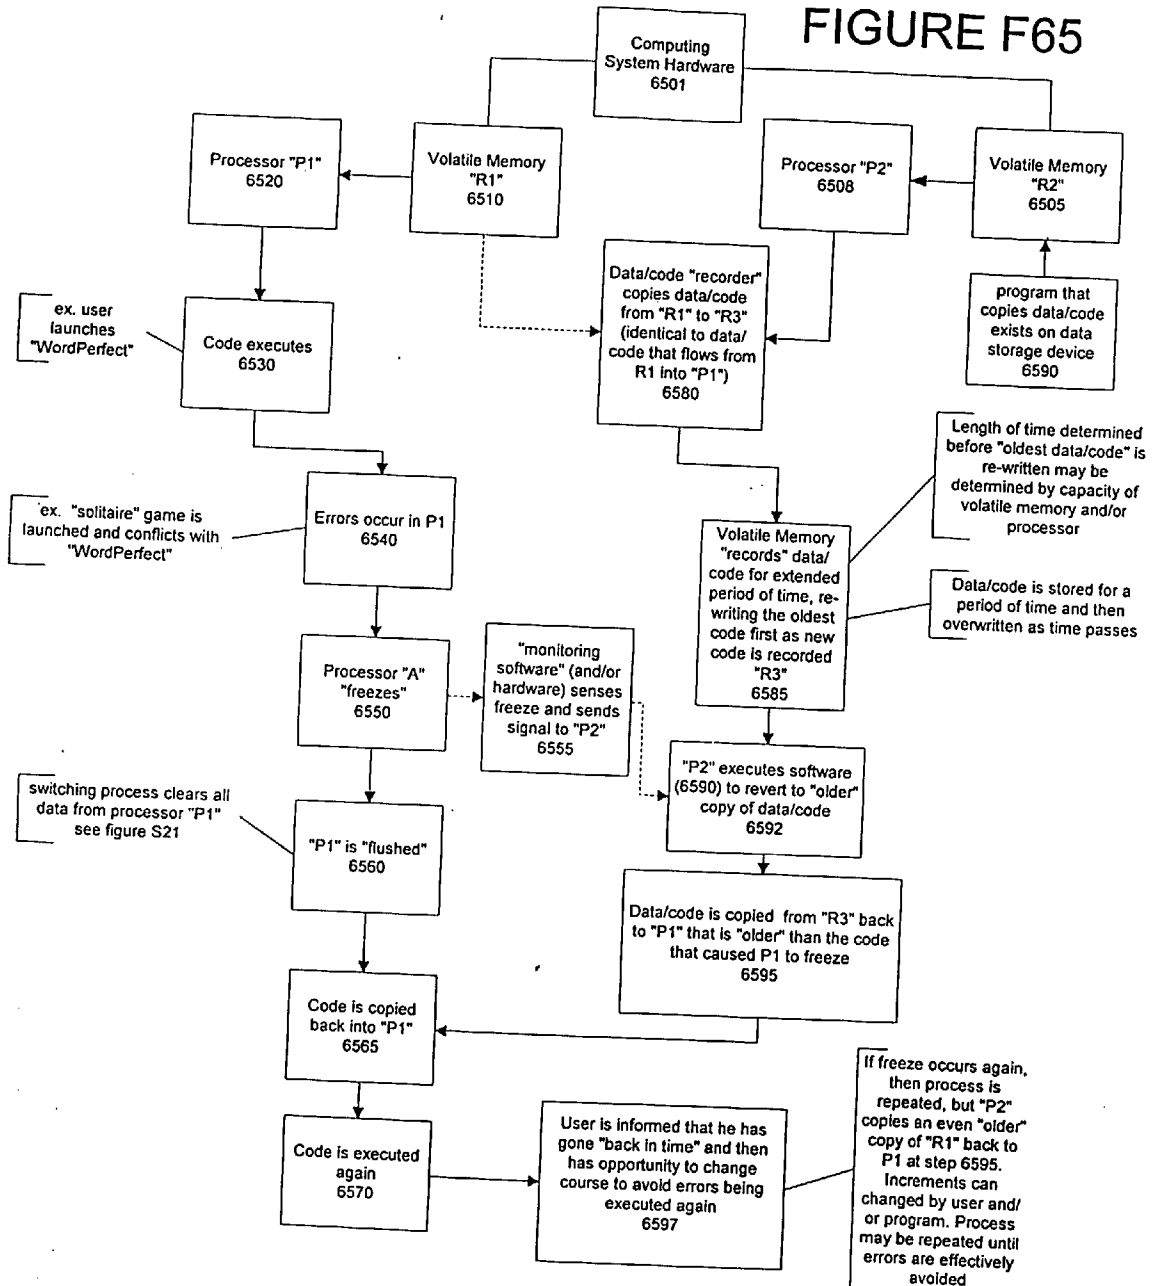 FIGURE F65
Computing
System Hardware
6501
Processor "P1"
6520
Volatile Memory
"R1"
6510
Processor "P2"
6508
Volatile Memory
"R2"
6505
ex. user
launches
"WordPerfect"
Code executes
6530
Data/code "recorder"
copies data/code
from "R1" to "R3"
(identical to data/
code that flows from
R1 into "P1")
6580
program that
copies data/code
exists on data
storage device
6590
Length of time determined
before "oldest data/code" is
re-written may be
determined by capacity of
volatile memory and/or
processor
ex. "solitaire" game is
launched and conflicts with
"WordPerfect"
Errors occur in P1
6540
Volatile Memory
"records" data/
code for extended
period of time, re-
writing the oldest
code first as new
code is recorded
"R3"
6585
Data/code is stored for a
period of time and then
overwritten as time passes
Processor "A"
"freezes"
6550
"monitoring
software" (and/or
hardware) senses
freeze and sends
signal to "P2"
6555
"P2" executes software
(6590) to revert to "older"
copy of data/code
6592
switching process clears all
data from processor "P1"
see figure S21
"P1" is "flushed"
6560
Data/code is copied from "R3" back
to "P1" that is "older" than the code
that caused P1 to freeze
6595
Code is copied
back into "P1"
6565
Code is executed
again
6570
User is informed that he has
gone "back in time" and then
has opportunity to change
course to avoid errors being
executed again
6597
If freeze occurs again,
then process is
repeated, but "P2"
copies an even "older"
copy of "R1" back to
P1 at step 6595.
Increments can
changed by user and/
or program. Process
may be repeated until
errors are effectively
avoided